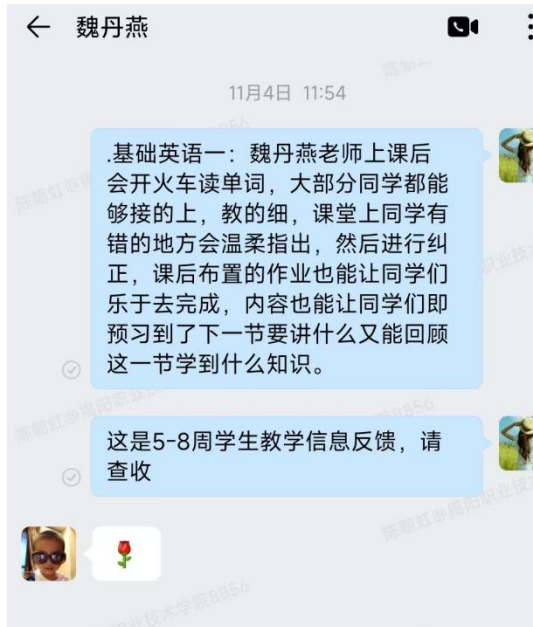 魏丹燕
11月4日 11:54
.基础英语一：魏丹燕老师上课后
会开火车读单词，大部分同学都能
够接的上，教的细，课堂上同学有
错的地方会温柔指出，然后进行纠
正，课后布置的作业也能让同学们
乐于去完成，内容也能让同学们即
预习到了下一节要讲什么又能回顾
这一节学到什么知识。
这是5-8周学生教学信息反馈，请
查收